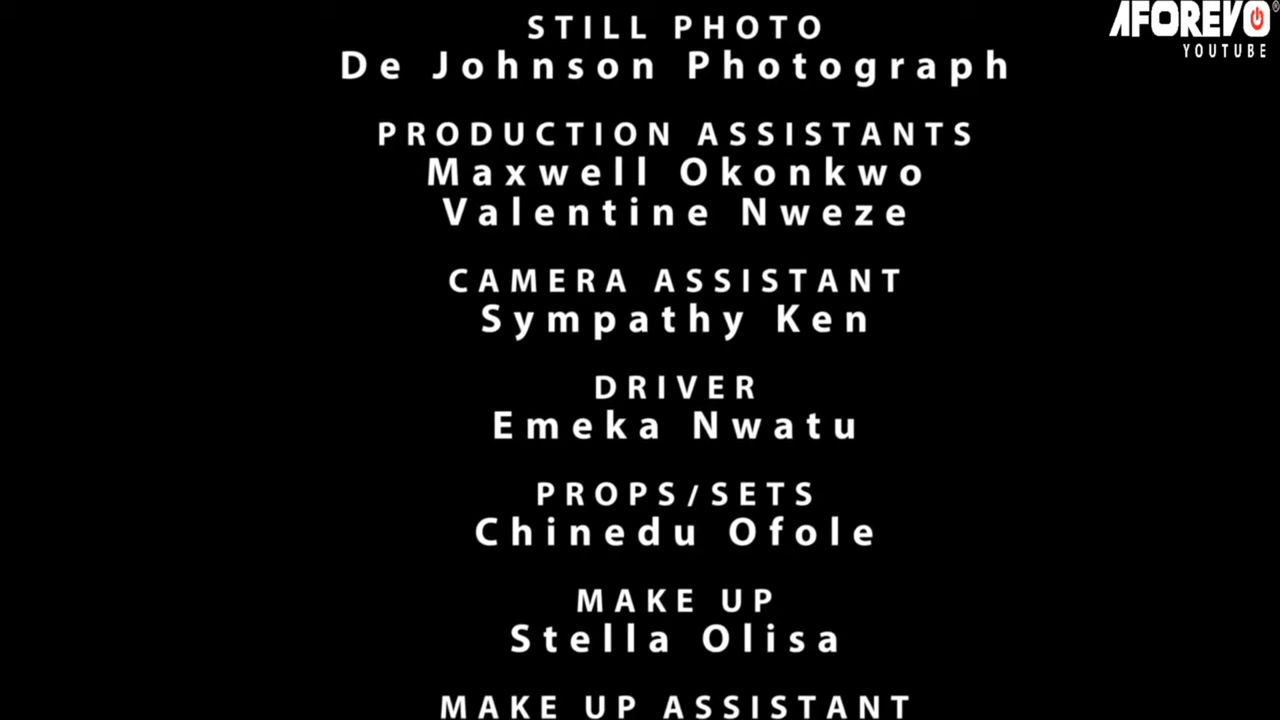 AFOREVO®
YOUTUBE
STILL PHOTO
De Johnson Photograph
PRODUCTION ASSISTANTS
Maxwell Okonkwo
Valentine Nweze
CAMERA ASSISTANT
Sympathy Ken
DRIVER
Emeka Nwatu
PROPS/SETS
Chinedu Ofole
MAKE UP
Stella Olisa
MAKE UP ASSISTANT